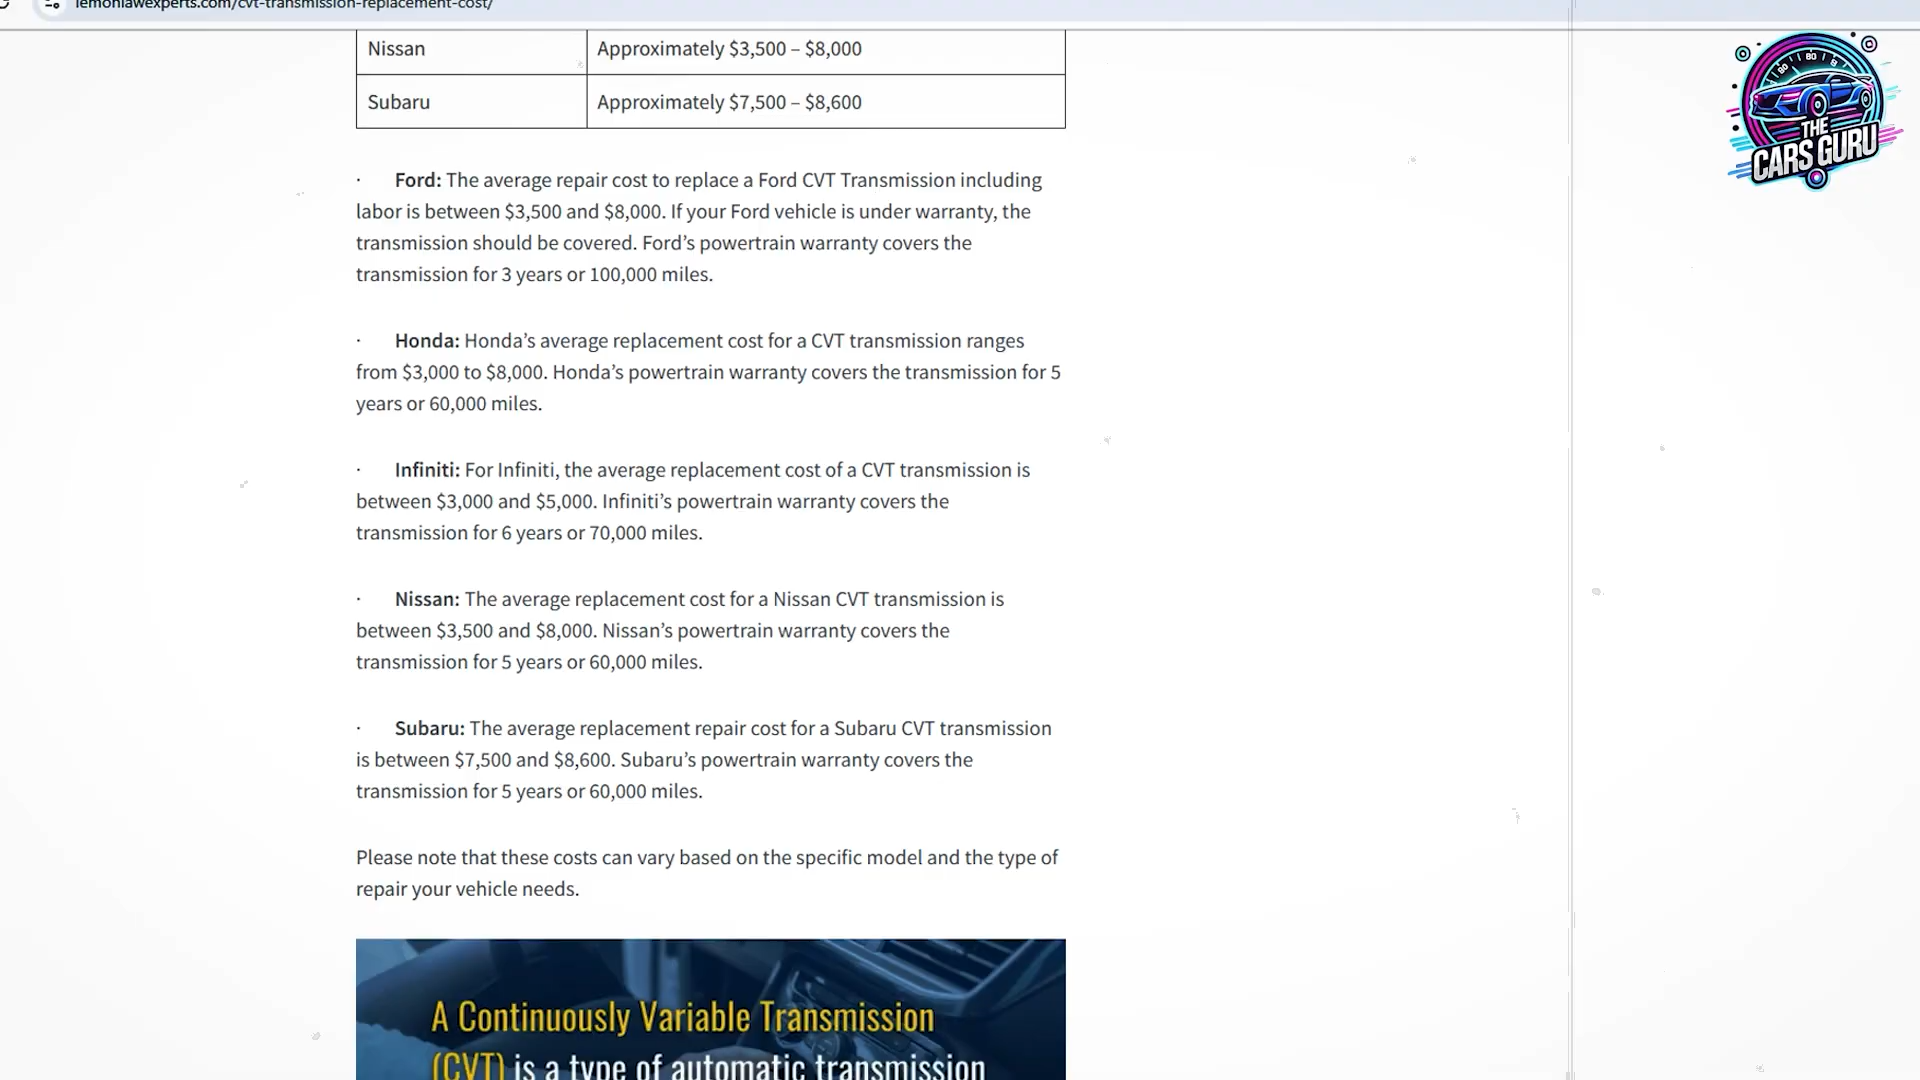 lemonlawexperts.com/cvt-transmission-replacement-cost/
Nissan Approximately $3,500 – $8,000
Subaru Approximately $7,500 – $8,600
THE
CARS GURU
· Ford: The average repair cost to replace a Ford CVT Transmission including
labor is between $3,500 and $8,000. If your Ford vehicle is under warranty, the
transmission should be covered. Ford’s powertrain warranty covers the
transmission for 3 years or 100,000 miles.
· Honda: Honda’s average replacement cost for a CVT transmission ranges
from $3,000 to $8,000. Honda’s powertrain warranty covers the transmission for 5
years or 60,000 miles.
· Infiniti: For Infiniti, the average replacement cost of a CVT transmission is
between $3,000 and $5,000. Infiniti’s powertrain warranty covers the
transmission for 6 years or 70,000 miles.
· Nissan: The average replacement cost for a Nissan CVT transmission is
between $3,500 and $8,000. Nissan’s powertrain warranty covers the
transmission for 5 years or 60,000 miles.
· Subaru: The average replacement repair cost for a Subaru CVT transmission
is between $7,500 and $8,600. Subaru’s powertrain warranty covers the
transmission for 5 years or 60,000 miles.
Please note that these costs can vary based on the specific model and the type of
repair your vehicle needs.
A Continuously Variable Transmission
(CVT) is a type of automatic transmission